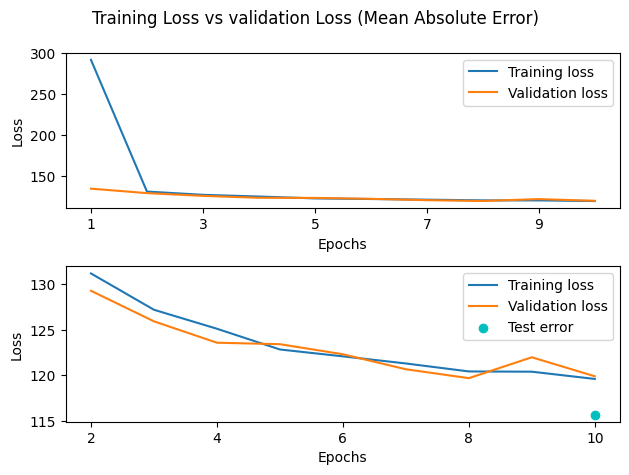 Training Loss vs validation Loss (Mean Absolute Error)
300
250
200
150
Loss
Training loss
Validation loss
1 3 5 7 9
Epochs
130
125
120
115
Loss
Training loss
Validation loss
Test error
2 4 6 8 10
Epochs